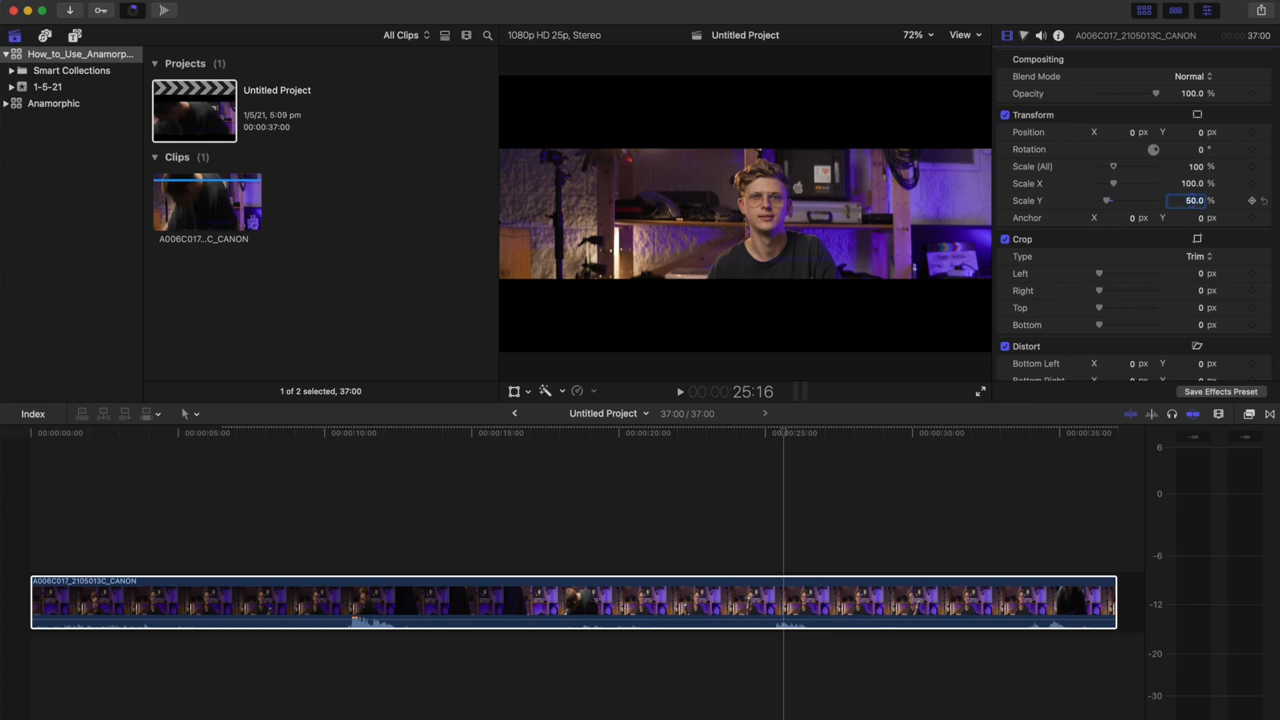 All Clips
1080p HD 25p, Stereo
Untitled Project
72%
View
A006C017_2105013C_CANON
00:00:37:00
How_to_Use_Anamorp...
Smart Collections
1-5-21
Anamorphic
Projects (1)
Untitled Project
1/5/21, 5:09 pm
00:00:37:00
Clips (1)
A006C017...C_CANON
1 of 2 selected, 37:00
00:00:25:16
Compositing
Blend Mode Normal
Opacity 100.0 %
Transform
Position X 0 px Y 0 px
Rotation 0 °
Scale (All) 100 %
Scale X 100.0 %
Scale Y 50.0 %
Anchor X 0 px Y 0 px
Crop
Type Trim
Left 0 px
Right 0 px
Top 0 px
Bottom 0 px
Distort
Bottom Left X 0 px Y 0 px
Bottom Right
Save Effects Preset
Index
Untitled Project
37:00 / 37:00
00:00:00:00
00:00:05:00
00:00:10:00
00:00:15:00
00:00:20:00
00:00:25:00
00:00:30:00
00:00:35:00
A006C017_2105013C_CANON
-∞ -∞
6
0
-6
-12
-20
-30